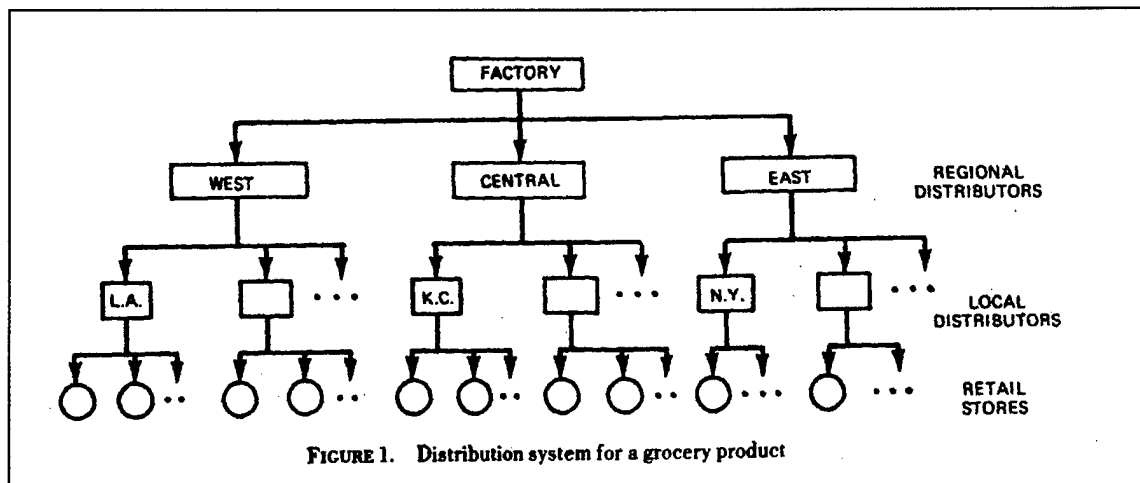 FACTORY
WEST
CENTRAL
EAST
REGIONAL
DISTRIBUTORS
L.A.
K.C.
N.Y.
LOCAL
DISTRIBUTORS
RETAIL
STORES
FIGURE 1. Distribution system for a grocery product